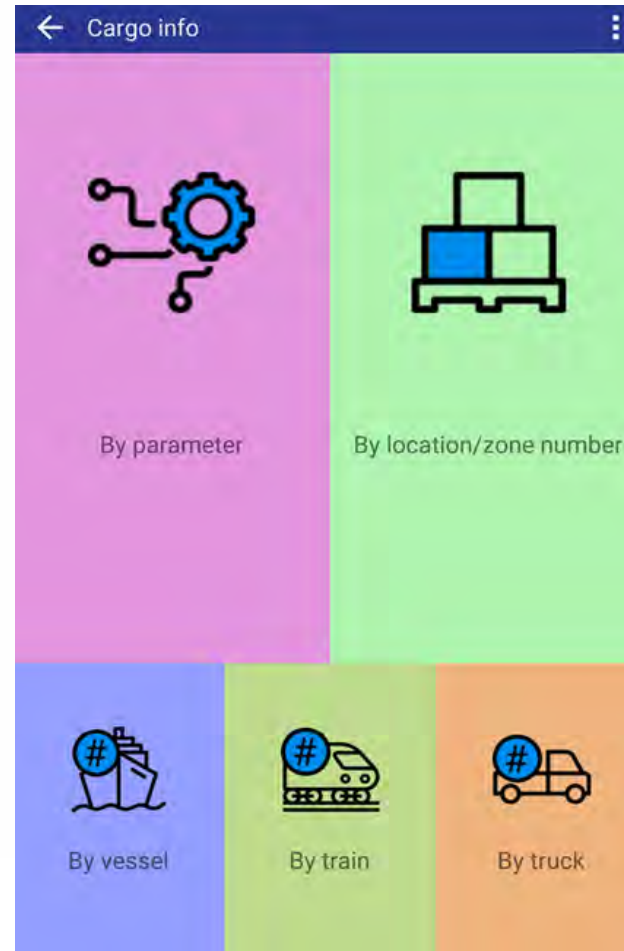 Cargo info
By parameter
By location/zone number
#
#
#
By vessel
By train
By truck